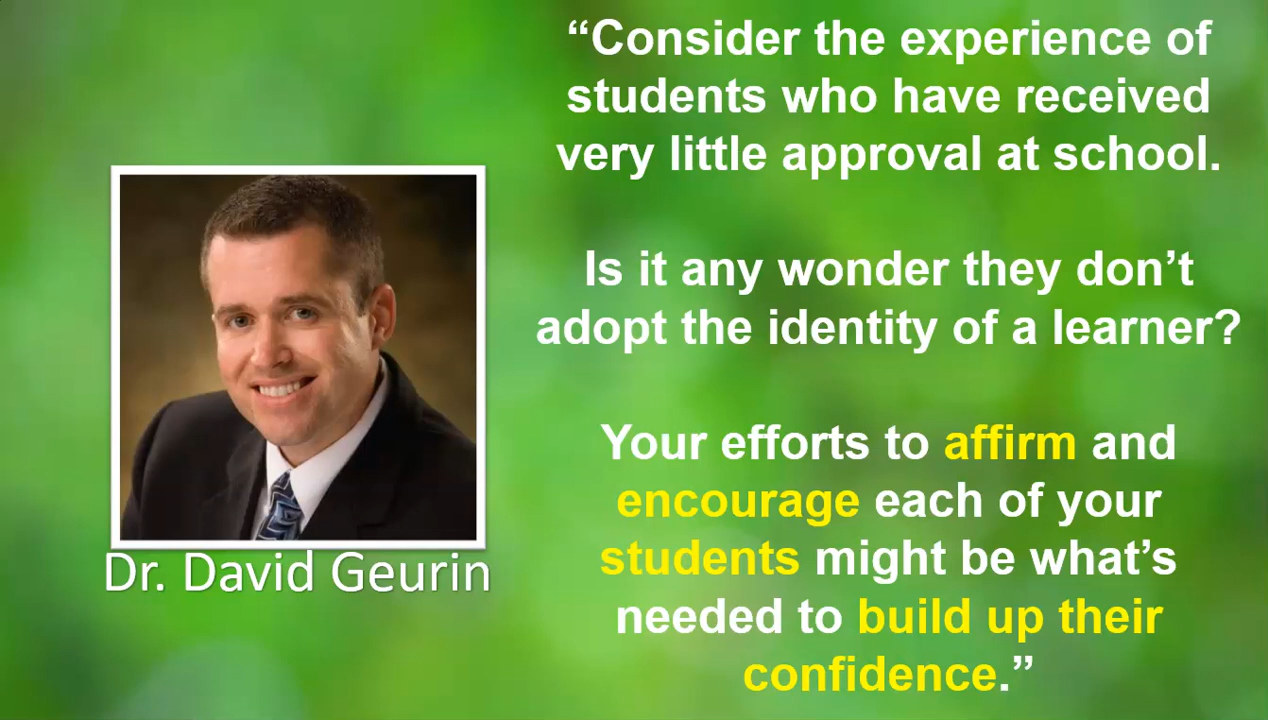 “Consider the experience of
students who have received
very little approval at school.
Is it any wonder they don’t
adopt the identity of a learner?
Your efforts to affirm and
encourage each of your
students might be what’s
needed to build up their
confidence.”
Dr. David Geurin